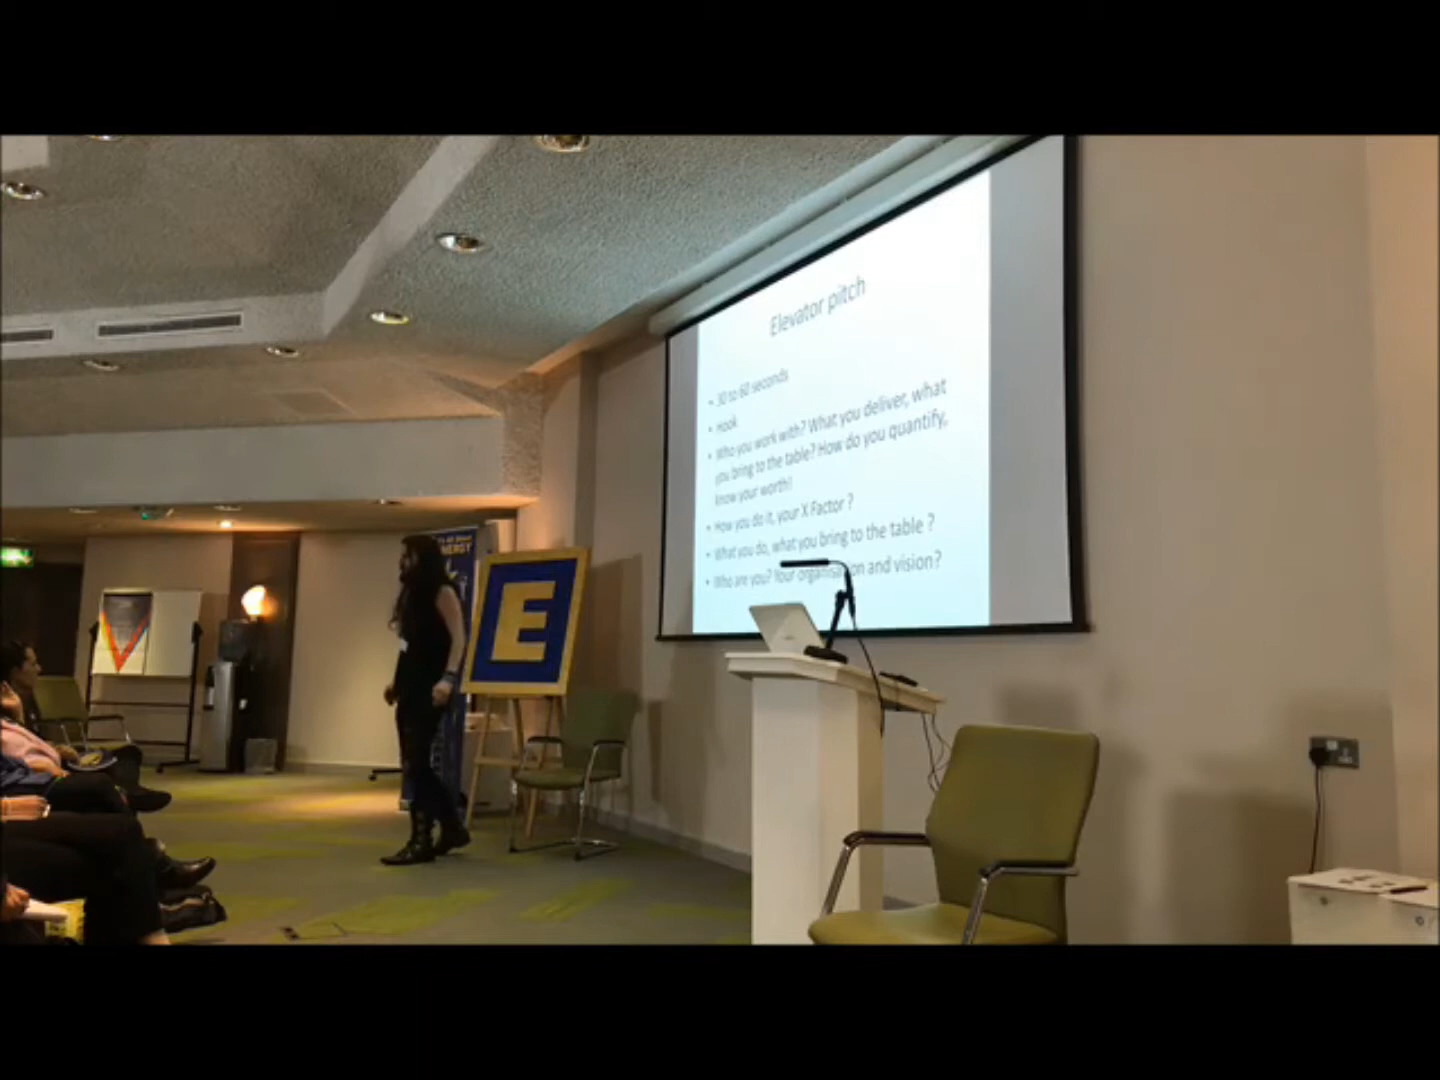 Elevator pitch
• 30 to 60 seconds
• Hook
• Who you work with? What you deliver, what
you bring to the table? How do you quantify,
know your worth!
• How you do it, your X Factor ?
• What you do, what you bring to the table ?
• Who are you? Your organisation and vision?
ENERGY
E